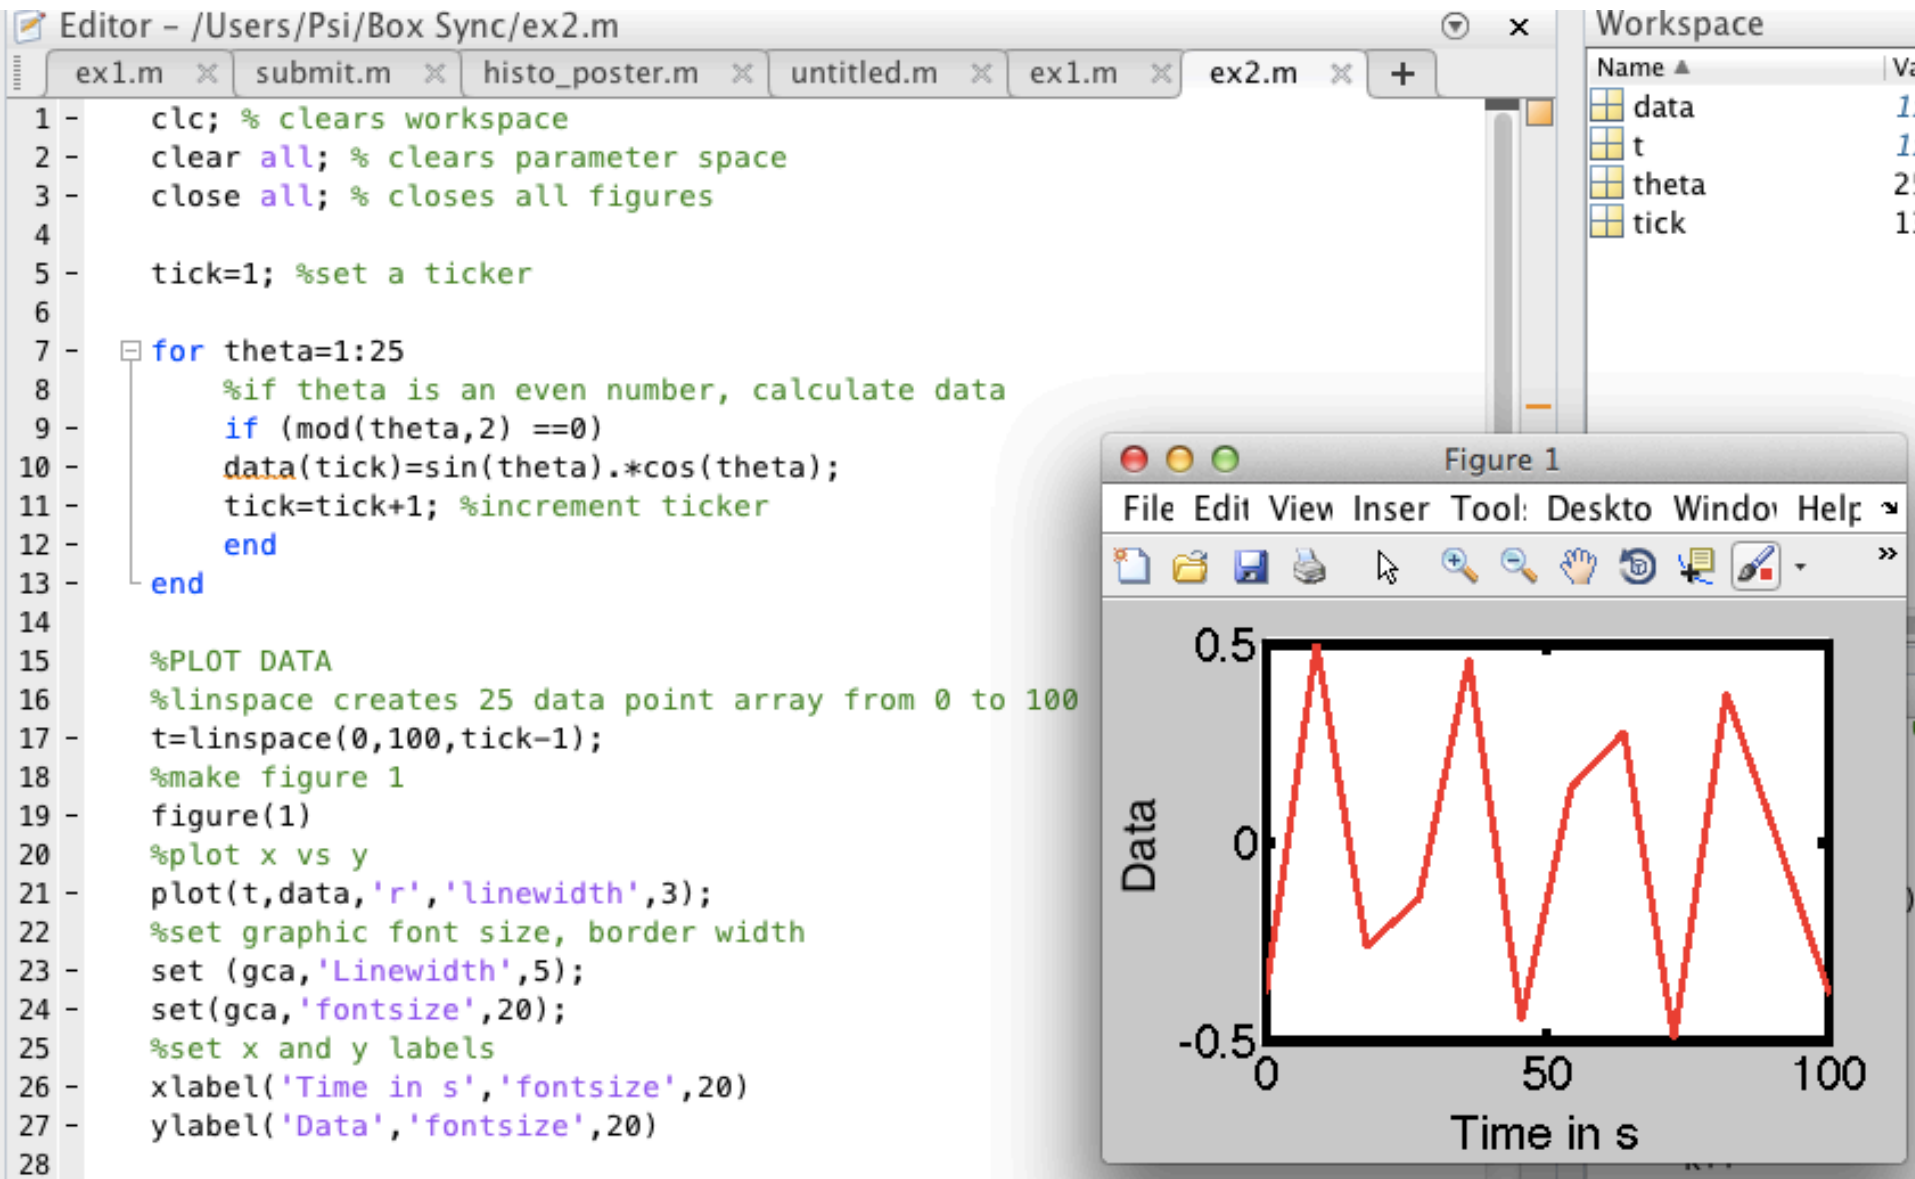 Editor – /Users/Psi/Box Sync/ex2.m
ex1.m submit.m histo_poster.m untitled.m ex1.m ex2.m +
1 - clc; % clears workspace
2 - clear all; % clears parameter space
3 - close all; % closes all figures
4
5 - tick=1; %set a ticker
6
7 - for theta=1:25
8 %if theta is an even number, calculate data
9 - if (mod(theta,2) ==0)
10 - data(tick)=sin(theta).*cos(theta);
11 - tick=tick+1; %increment ticker
12 - end
13 - end
14
15 %PLOT DATA
16 %linspace creates 25 data point array from 0 to 100
17 - t=linspace(0,100,tick-1);
18 %make figure 1
19 - figure(1)
20 %plot x vs y
21 - plot(t,data,'r','linewidth',3);
22 %set graphic font size, border width
23 - set (gca,'Linewidth',5);
24 - set(gca,'fontsize',20);
25 %set x and y labels
26 - xlabel('Time in s','fontsize',20)
27 - ylabel('Data','fontsize',20)
28
Workspace
Name
data
t
theta
tick
Figure 1
File Edit View Inser Tool Deskto Windo Help
0.5
0
-0.5
0 50 100
Data
Time in s